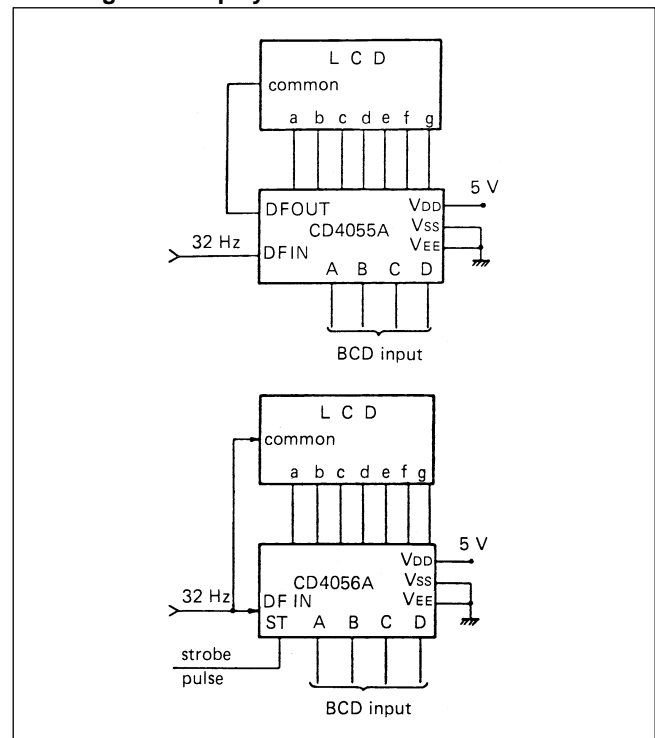 L C D
common
a b c d e f g
5 V
DFOUT
VDD
CD4055A
VSS
32 Hz
DFIN
VEE
A B C D
BCD input
L C D
common
a b c d e f g
5 V
VDD
CD4056A
VSS
32 Hz
DF IN
VEE
ST A B C D
strobe
pulse
BCD input